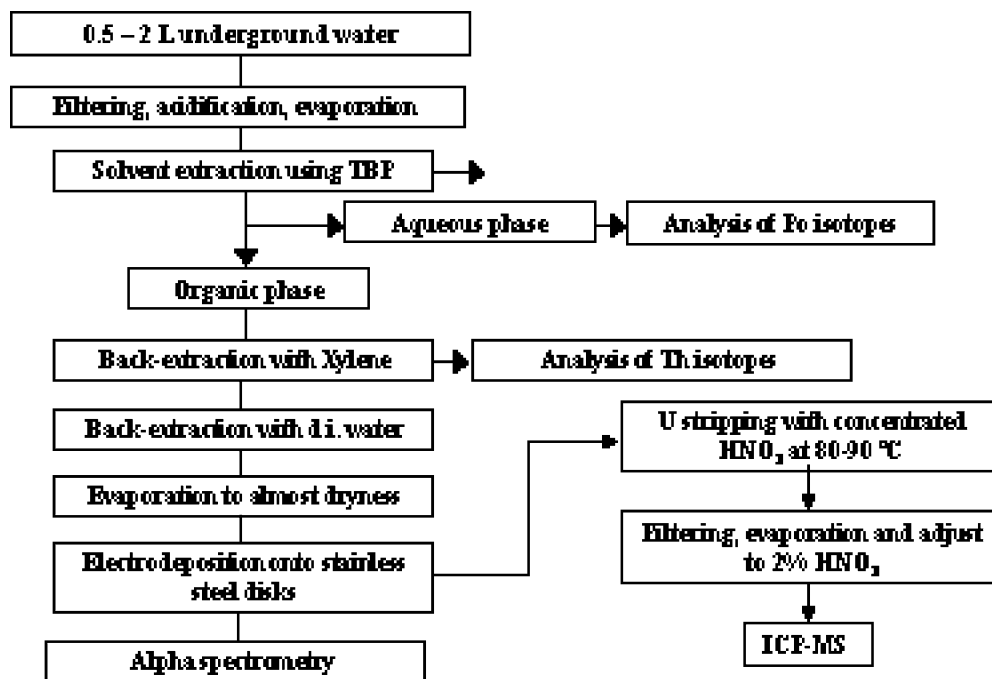 0.5 – 2 L underground water
Filtering, acidification, evaporation
Solvent extraction using TBP
Aqueous phase
Analysis of Po isotopes
Organic phase
Back-extraction with Xylene
Analysis of Th isotopes
Back-extraction with d.i. water
Evaporation to almost dryness
Electrodeposition onto stainless
steel disks
Alpha spectrometry
U stripping with concentrated
HNO₃ at 80-90 °C
Filtering, evaporation and adjust
to 2% HNO₃
ICP-MS